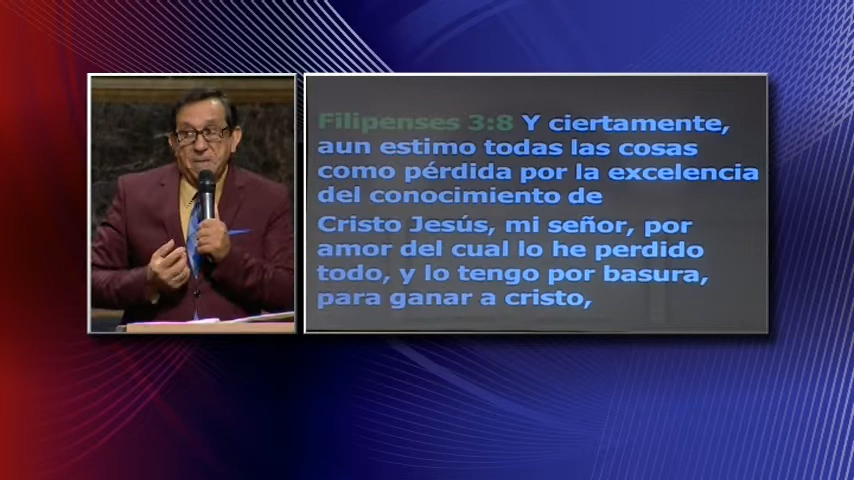 Filipenses 3:8 Y ciertamente,
aun estimo todas las cosas
como pérdida por la excelencia
del conocimiento de
Cristo Jesús, mi señor, por
amor del cual lo he perdido
todo, y lo tengo por basura,
para ganar a cristo,